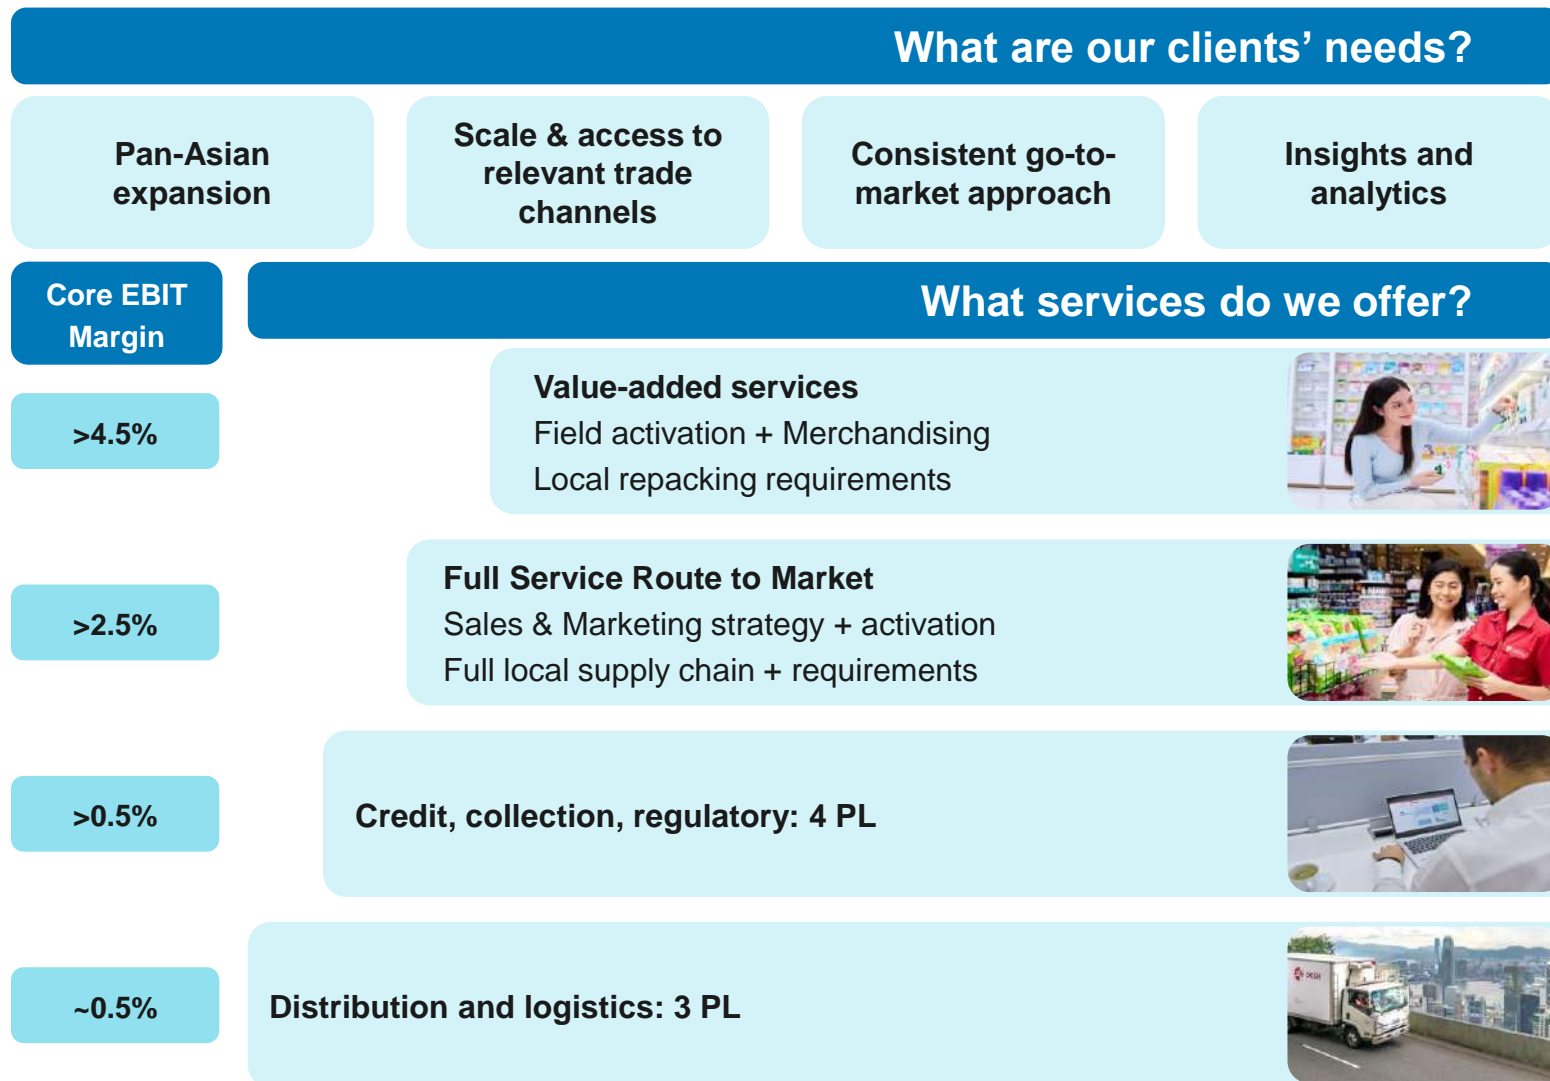 What are our clients’ needs?
Pan-Asian
expansion
Scale & access to
relevant trade
channels
Consistent go-to-
market approach
Insights and
analytics
Core EBIT
Margin
What services do we offer?
>4.5%
Value-added services
Field activation + Merchandising
Local repacking requirements
>2.5%
Full Service Route to Market
Sales & Marketing strategy + activation
Full local supply chain + requirements
>0.5%
Credit, collection, regulatory: 4 PL
~0.5%
Distribution and logistics: 3 PL
DKSH